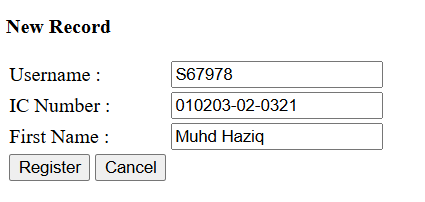 New Record
Username : S67978
IC Number : 010203-02-0321
First Name : Muhd Haziq
Register Cancel